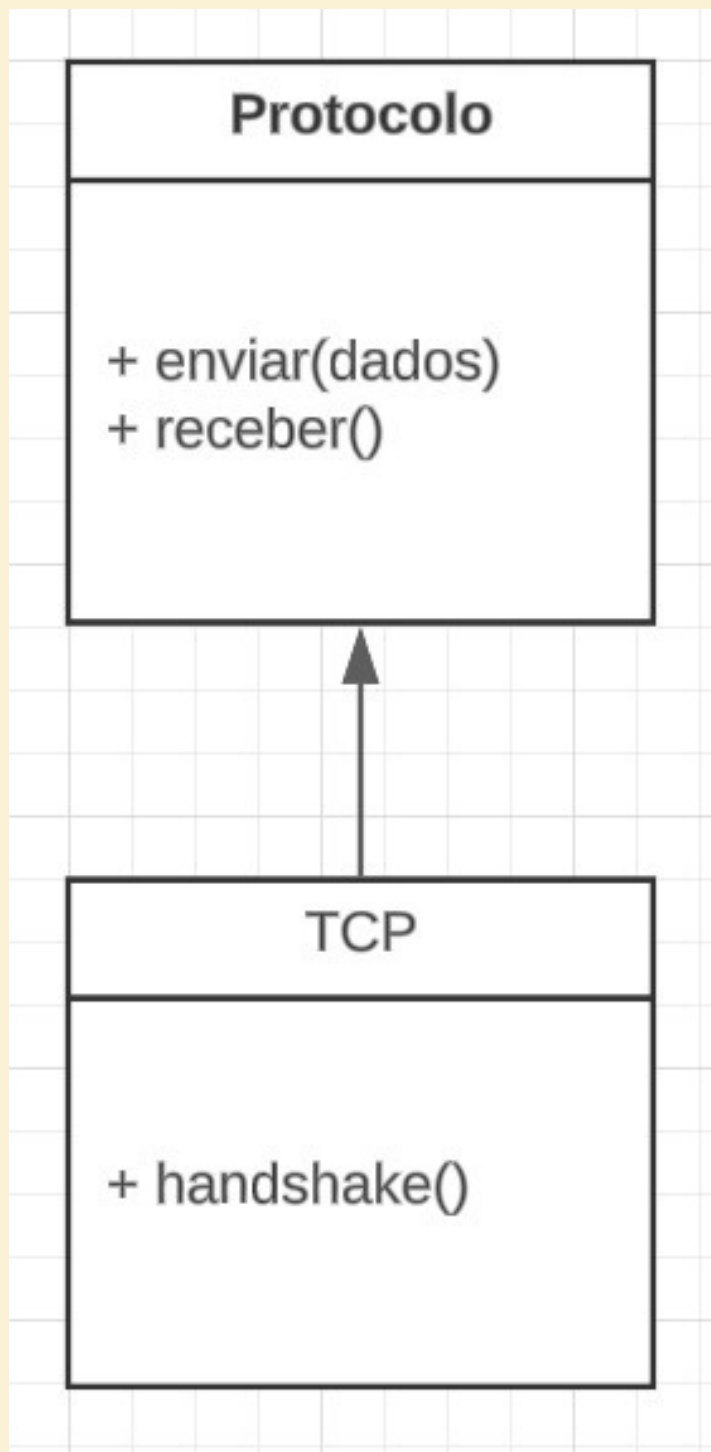 Protocolo
+ enviar(dados)
+ receber()
TCP
+ handshake()